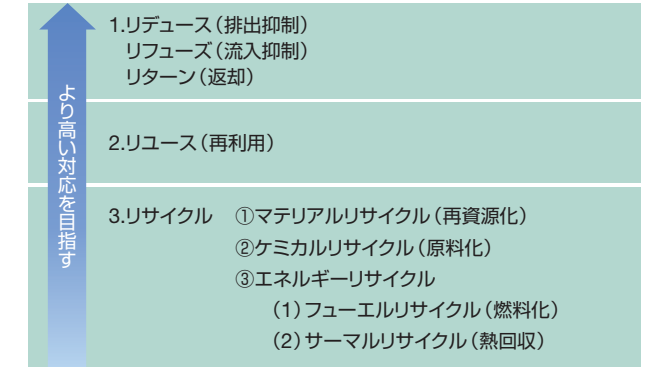 より高い対応を目指す
1.リデュース(排出抑制)
リフューズ(流入抑制)
リターン(返却)
2.リユース(再利用)
3.リサイクル ①マテリアルリサイクル(再資源化)
②ケミカルリサイクル(原料化)
③エネルギーリサイクル
(1)フューエルリサイクル(燃料化)
(2)サーマルリサイクル(熱回収)